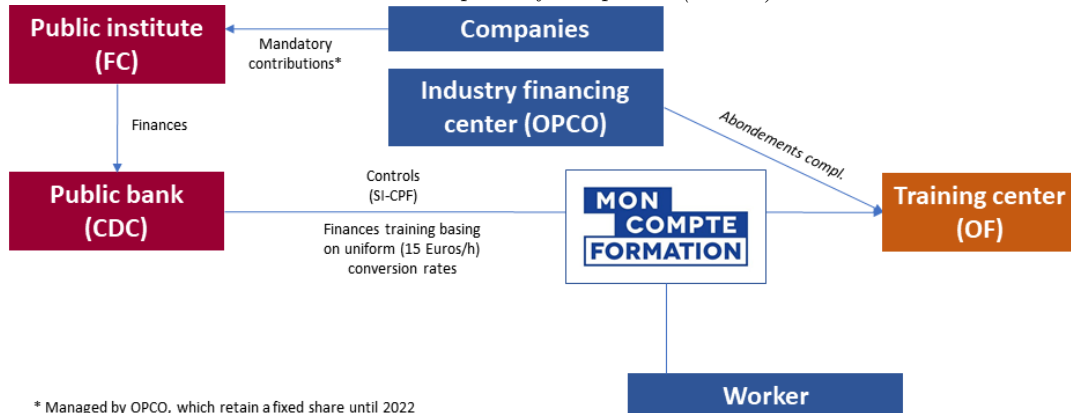 Public institute
(FC)
Mandatory
contributions*
Companies
Industry financing
center (OPCO)
Finances
Abondements compl.
Public bank
(CDC)
Controls
(SI-CPF)
Finances training basing
on uniform (15 Euros/h)
conversion rates
MON
COMPTE
FORMATION
Training center
(OF)
Worker
* Managed by OPCO, which retain a fixed share until 2022